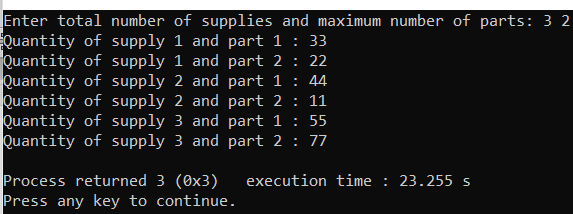 Enter total number of supplies and maximum number of parts: 3 2
Quantity of supply 1 and part 1 : 33
Quantity of supply 1 and part 2 : 22
Quantity of supply 2 and part 1 : 44
Quantity of supply 2 and part 2 : 11
Quantity of supply 3 and part 1 : 55
Quantity of supply 3 and part 2 : 77
Process returned 3 (0x3)   execution time : 23.255 s
Press any key to continue.